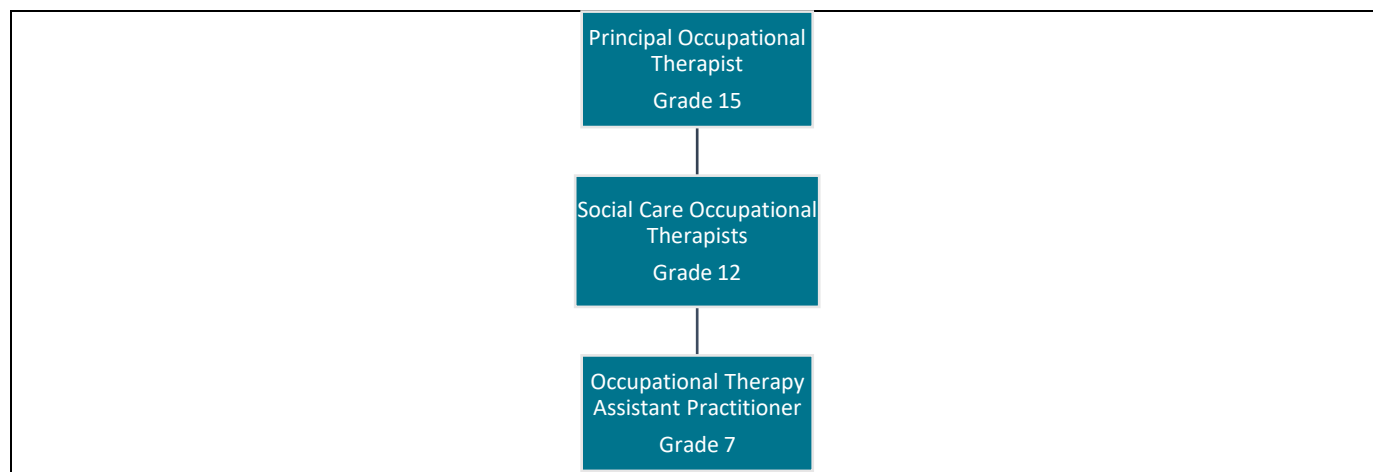 Principal Occupational
Therapist
Grade 15
Social Care Occupational
Therapists
Grade 12
Occupational Therapy
Assistant Practitioner
Grade 7